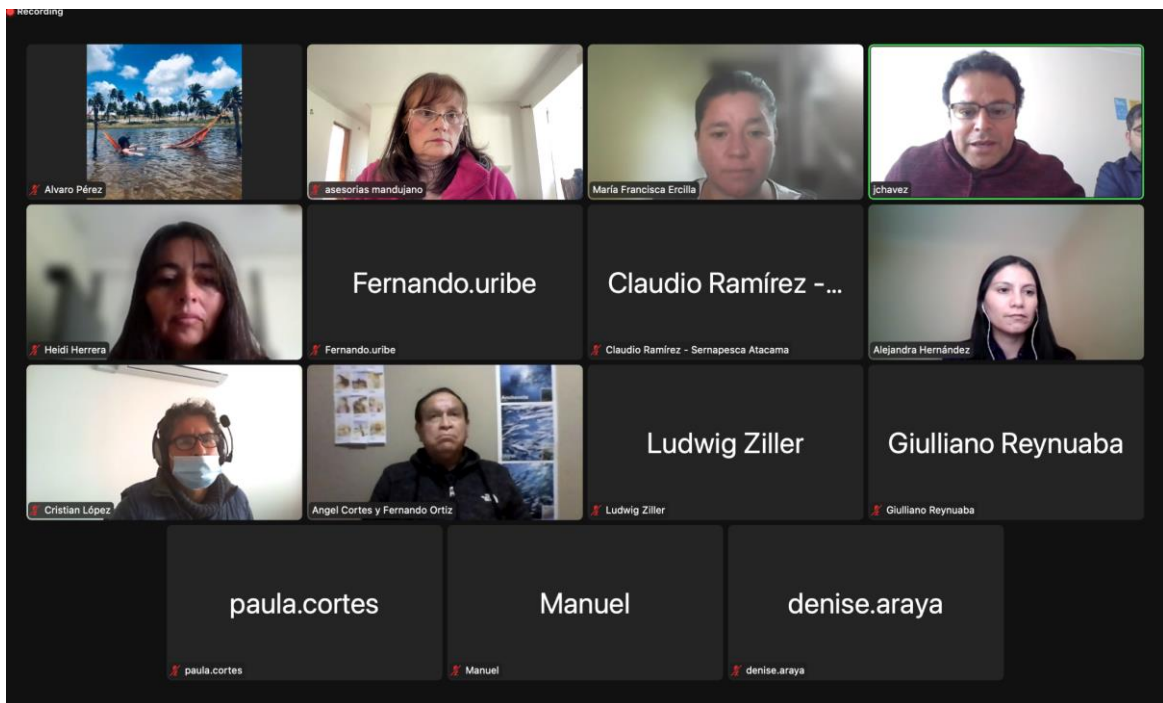 Recording
Alvaro Pérez
asesorias mandujano
María Francisca Ercilla
jchavez
Heidi Herrera
Fernando.uribe
Fernando.uribe
Claudio Ramírez -...
Claudio Ramírez - Sernapesca Atacama
Alejandra Hernández
Cristian López
Angel Cortes y Fernando Ortiz
Ludwig Ziller
Ludwig Ziller
Giulliano Reynuaba
Giulliano Reynuaba
paula.cortes
paula.cortes
Manuel
Manuel
denise.araya
denise.araya